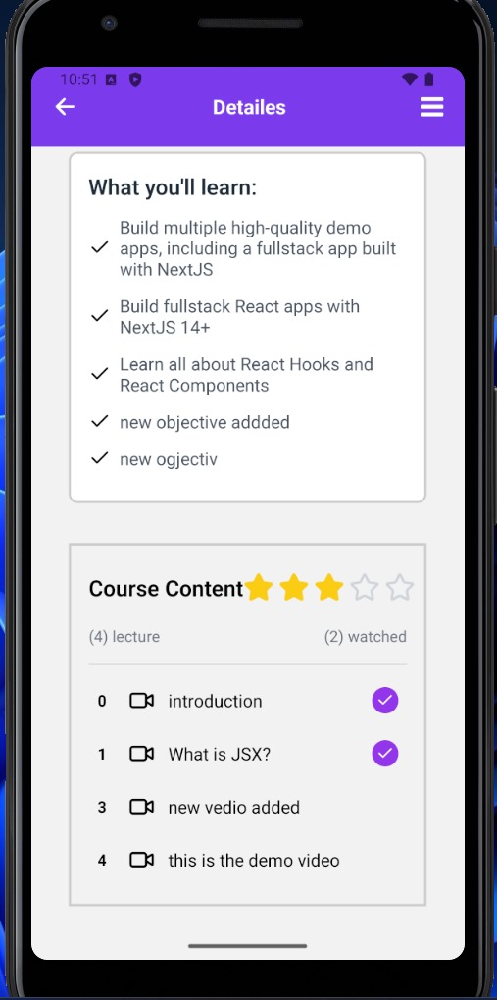 10:51
Detailes
What you'll learn:
Build multiple high-quality demo
apps, including a fullstack app built
with NextJS
Build fullstack React apps with
NextJS 14+
Learn all about React Hooks and
React Components
new objective addded
new ogjectiv
Course Content
(4) lecture (2) watched
0 introduction
1 What is JSX?
3 new vedio added
4 this is the demo video